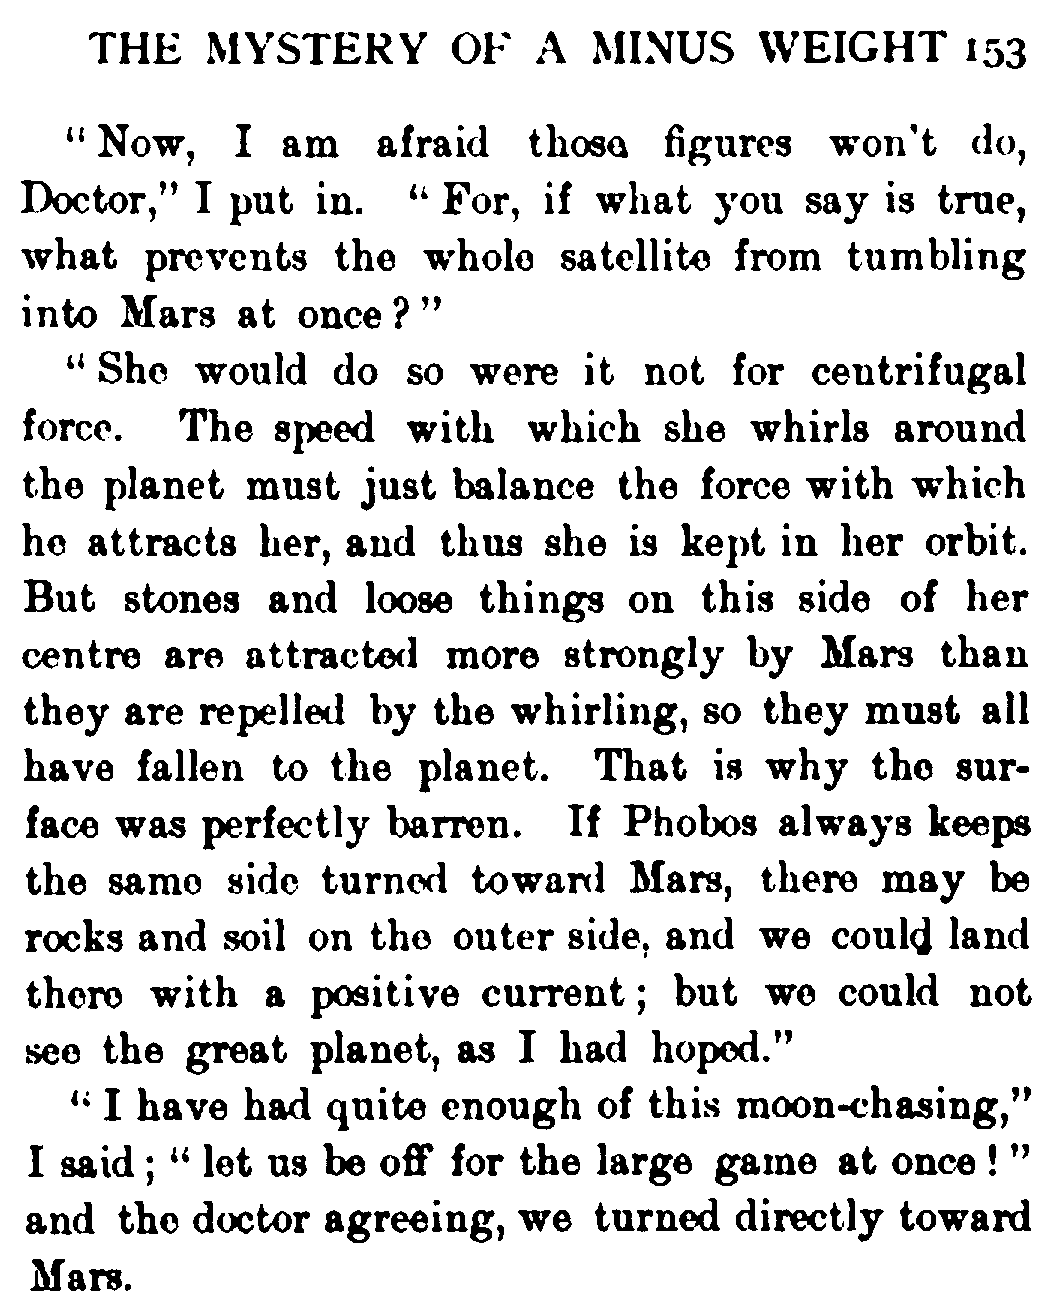 THE MYSTERY OF A MINUS WEIGHT 153
“ Now, I am afraid those figures won't do,
Doctor,” I put in. “ For, if what you say is true,
what prevents the whole satellite from tumbling
into Mars at once ? ”
“ She would do so were it not for centrifugal
force. The speed with which she whirls around
the planet must just balance the force with which
he attracts her, and thus she is kept in her orbit.
But stones and loose things on this side of her
centre are attracted more strongly by Mars than
they are repelled by the whirling, so they must all
have fallen to the planet. That is why the sur-
face was perfectly barren. If Phobos always keeps
the same side turned toward Mars, there may be
rocks and soil on the outer side, and we could land
there with a positive current ; but we could not
see the great planet, as I had hoped.”
“ I have had quite enough of this moon-chasing,”
I said ; “ let us be off for the large game at once ! ”
and the doctor agreeing, we turned directly toward
Mars.